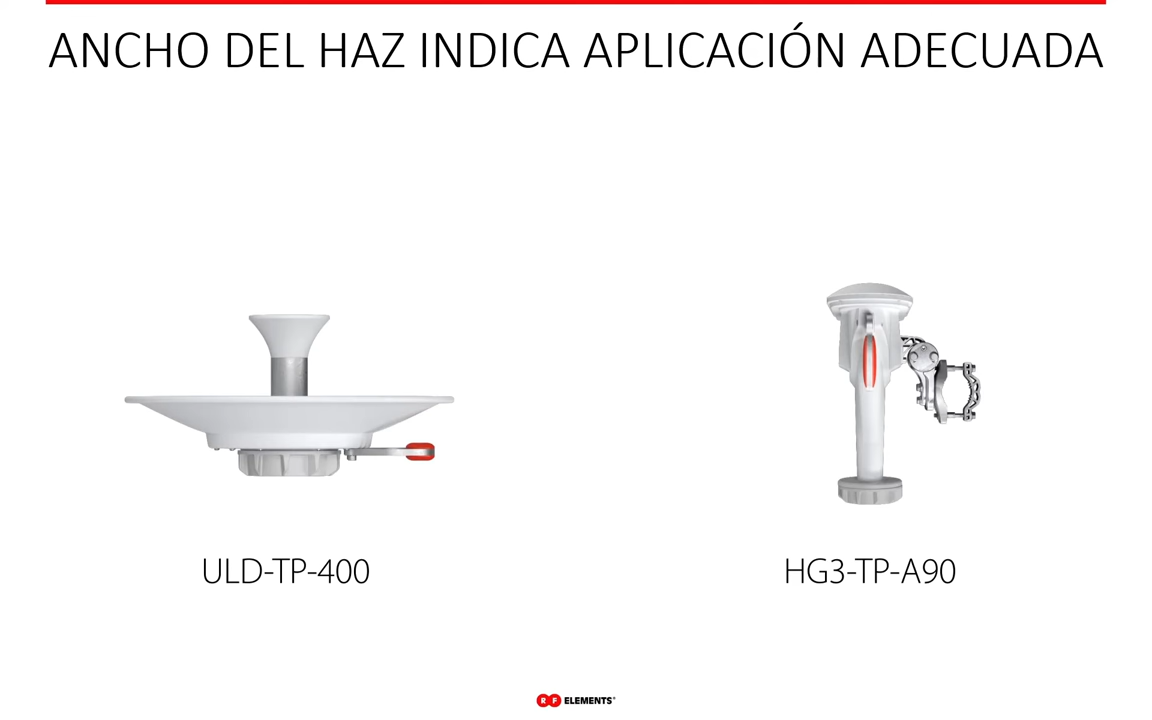 ANCHO DEL HAZ INDICA APLICACIÓN ADECUADA
ULD-TP-400
HG3-TP-A90
RF ELEMENTS®